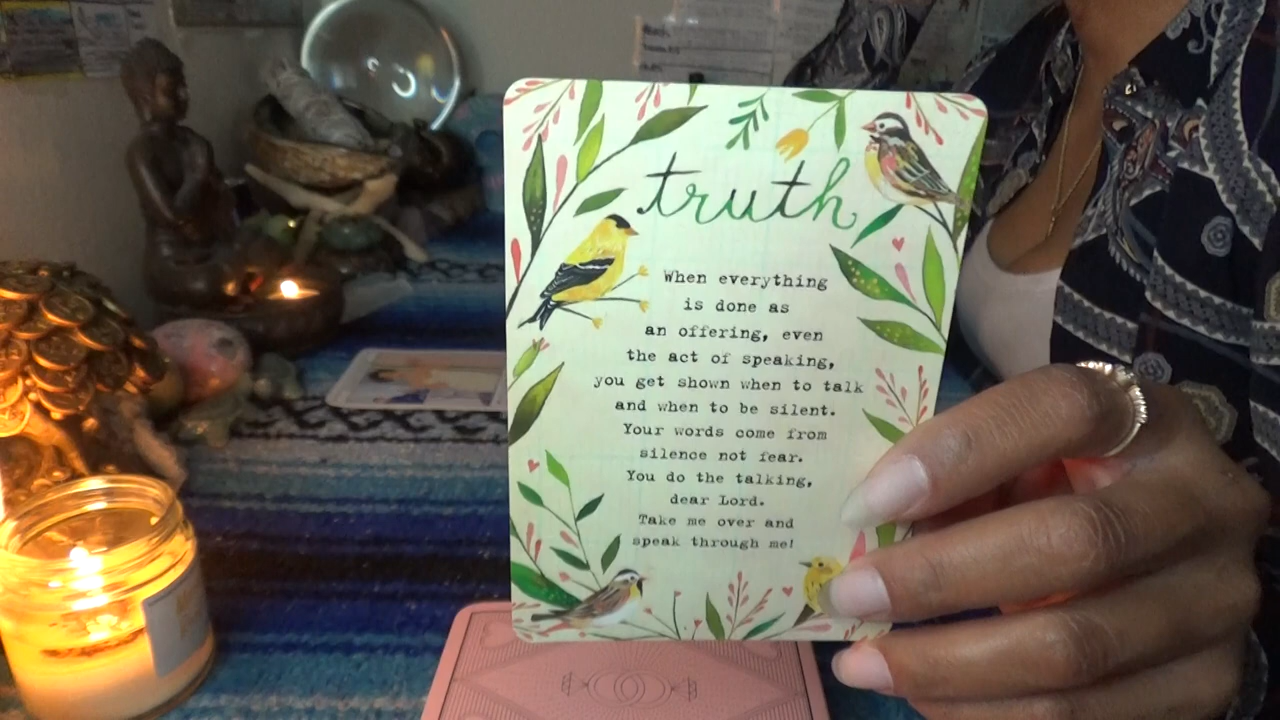 truth
When everything
is done as
an offering, even
the act of speaking,
you get shown when to talk
and when to be silent.
Your words come from
silence not fear.
You do the talking,
dear Lord.
Take me over and
speak through me!